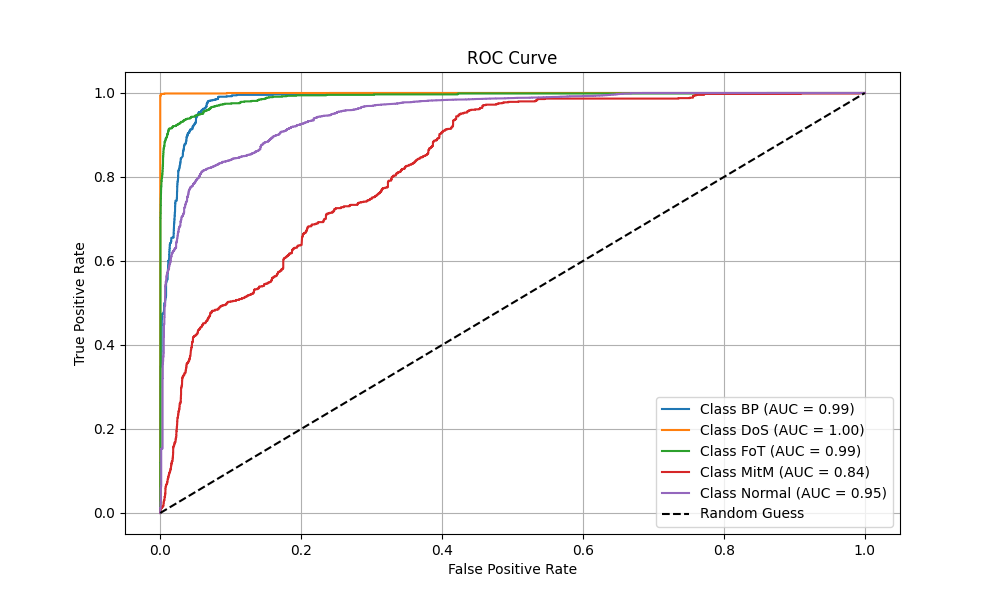 ROC Curve
True Positive Rate
1.0
0.8
0.6
0.4
0.2
0.0
Class BP (AUC = 0.99)
Class DoS (AUC = 1.00)
Class FoT (AUC = 0.99)
Class MitM (AUC = 0.84)
Class Normal (AUC = 0.95)
Random Guess
0.0 0.2 0.4 0.6 0.8 1.0
False Positive Rate